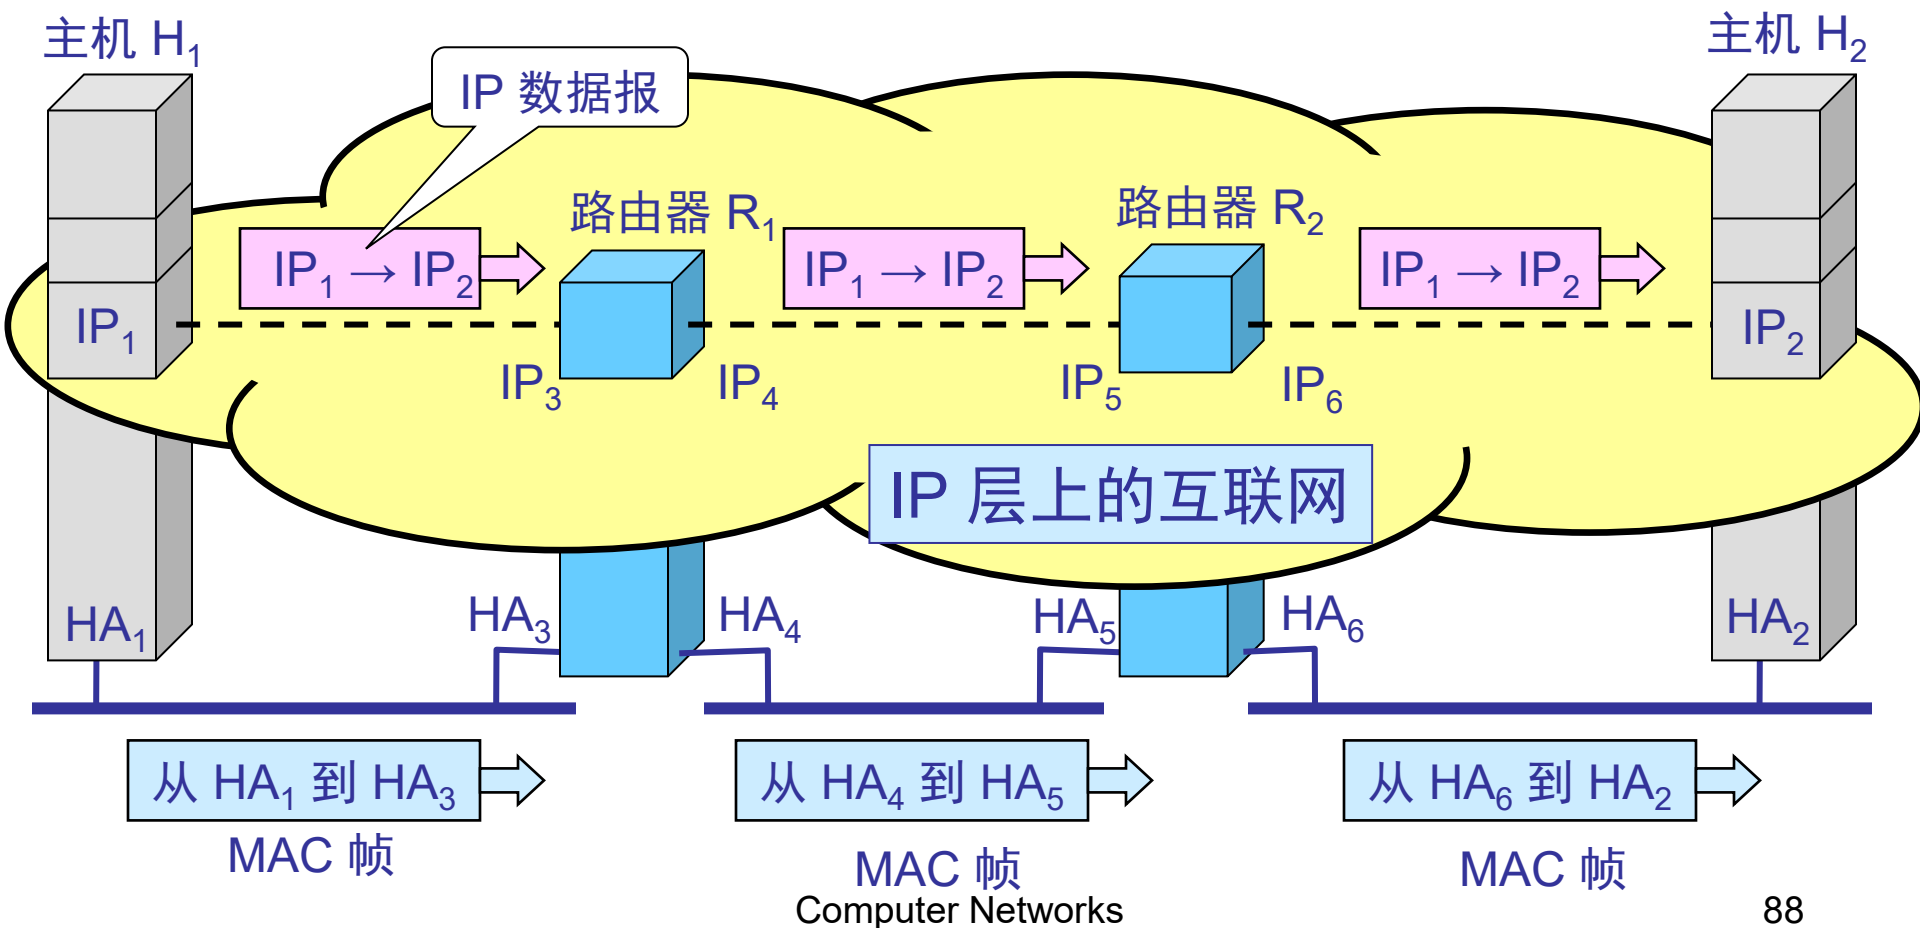 主机 H₁
主机 H₂
IP 数据报
路由器 R₁
路由器 R₂
IP₁ → IP₂
IP₁ → IP₂
IP₁ → IP₂
IP₁
IP₂
IP₃
IP₄
IP₅
IP₆
IP 层上的互联网
HA₁
HA₃
HA₄
HA₅
HA₆
HA₂
从 HA₁ 到 HA₃
从 HA₄ 到 HA₅
从 HA₆ 到 HA₂
MAC 帧
MAC 帧
MAC 帧
Computer Networks
88